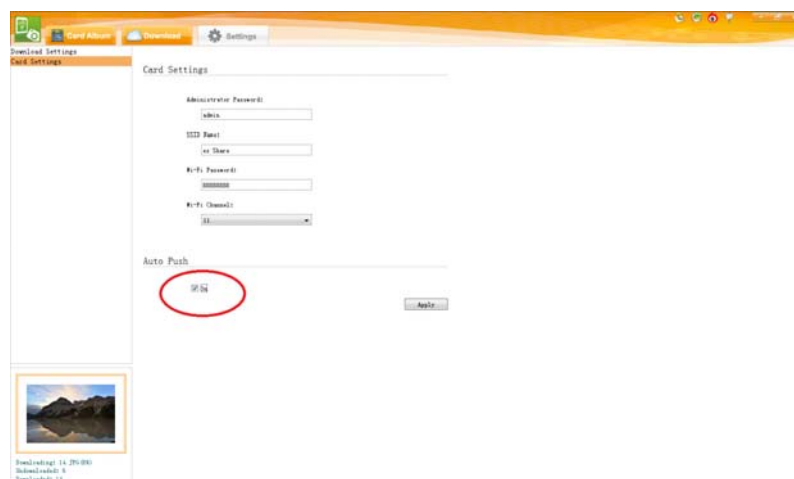 Card Album
Download
Settings
Download Settings
Card Settings
Card Settings
Administrator Password:
admin
SSID Name:
ez Share
Wi-Fi Password:
Wi-Fi Channel:
11
Auto Push
Apply